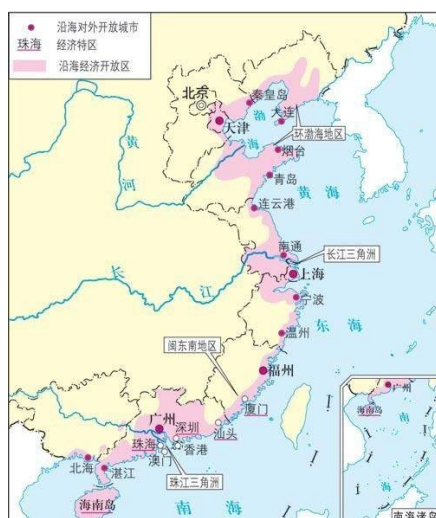 沿海对外开放城市
珠海 经济特区
沿海经济开放区
北京
秦皇岛
渤
大连
天津
环渤海地区
海
烟台
黄
河
青岛
黄 海
连云港
南通
长江三角洲
长
江
上海
宁波
东 海
温州
闽东南地区
福州
厦门
广州
广州
深圳
汕头
海南岛
南
珠海
香港
北海
澳门
湛江
海
珠江三角洲
海南岛
南 海
南海诸岛